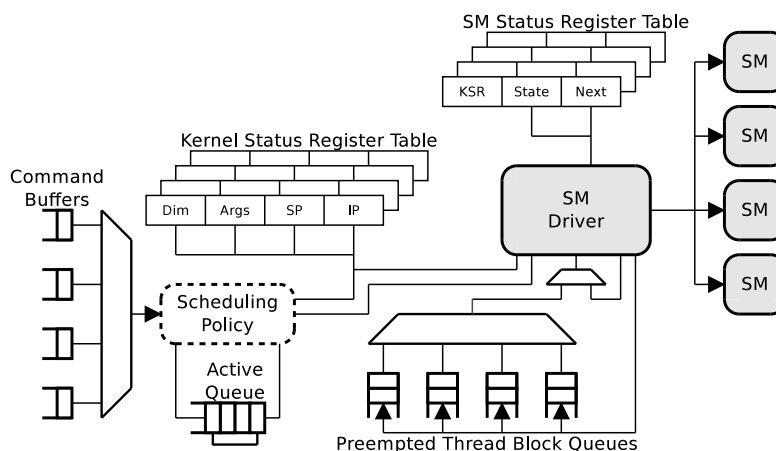 SM Status Register Table
KSR State Next
SM
SM
SM
SM
SM
Driver
Kernel Status Register Table
Dim Args SP IP
Command
Buffers
Scheduling
Policy
Active
Queue
Preempted Thread Block Queues